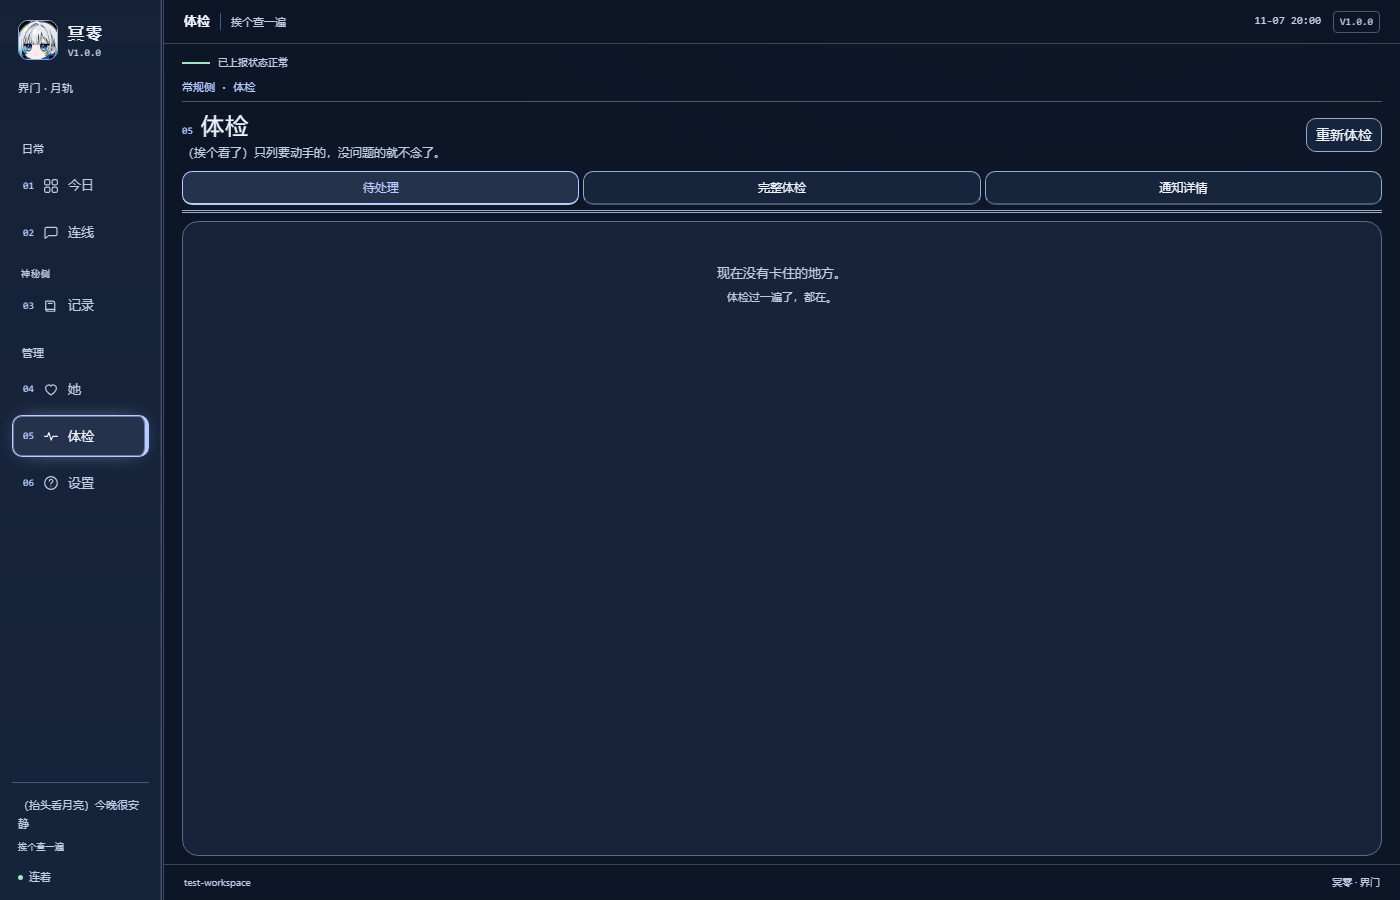 冥零
V1.0.0
界门 · 月轨
日常
01 今日
02 连线
神秘侧
03 记录
管理
04 她
05 体检
06 设置
（抬头看月亮）今晚很安
静
挨个查一遍
连着
体检 挨个查一遍
11-07 20:00 V1.0.0
已上报状态正常
常规侧 · 体检
05 体检
（挨个看了）只列要动手的，没问题的就不念了。
重新体检
待处理 完整体检 通知详情
现在没有卡住的地方。
体检过一遍了，都在。
test-workspace
冥零 · 界门